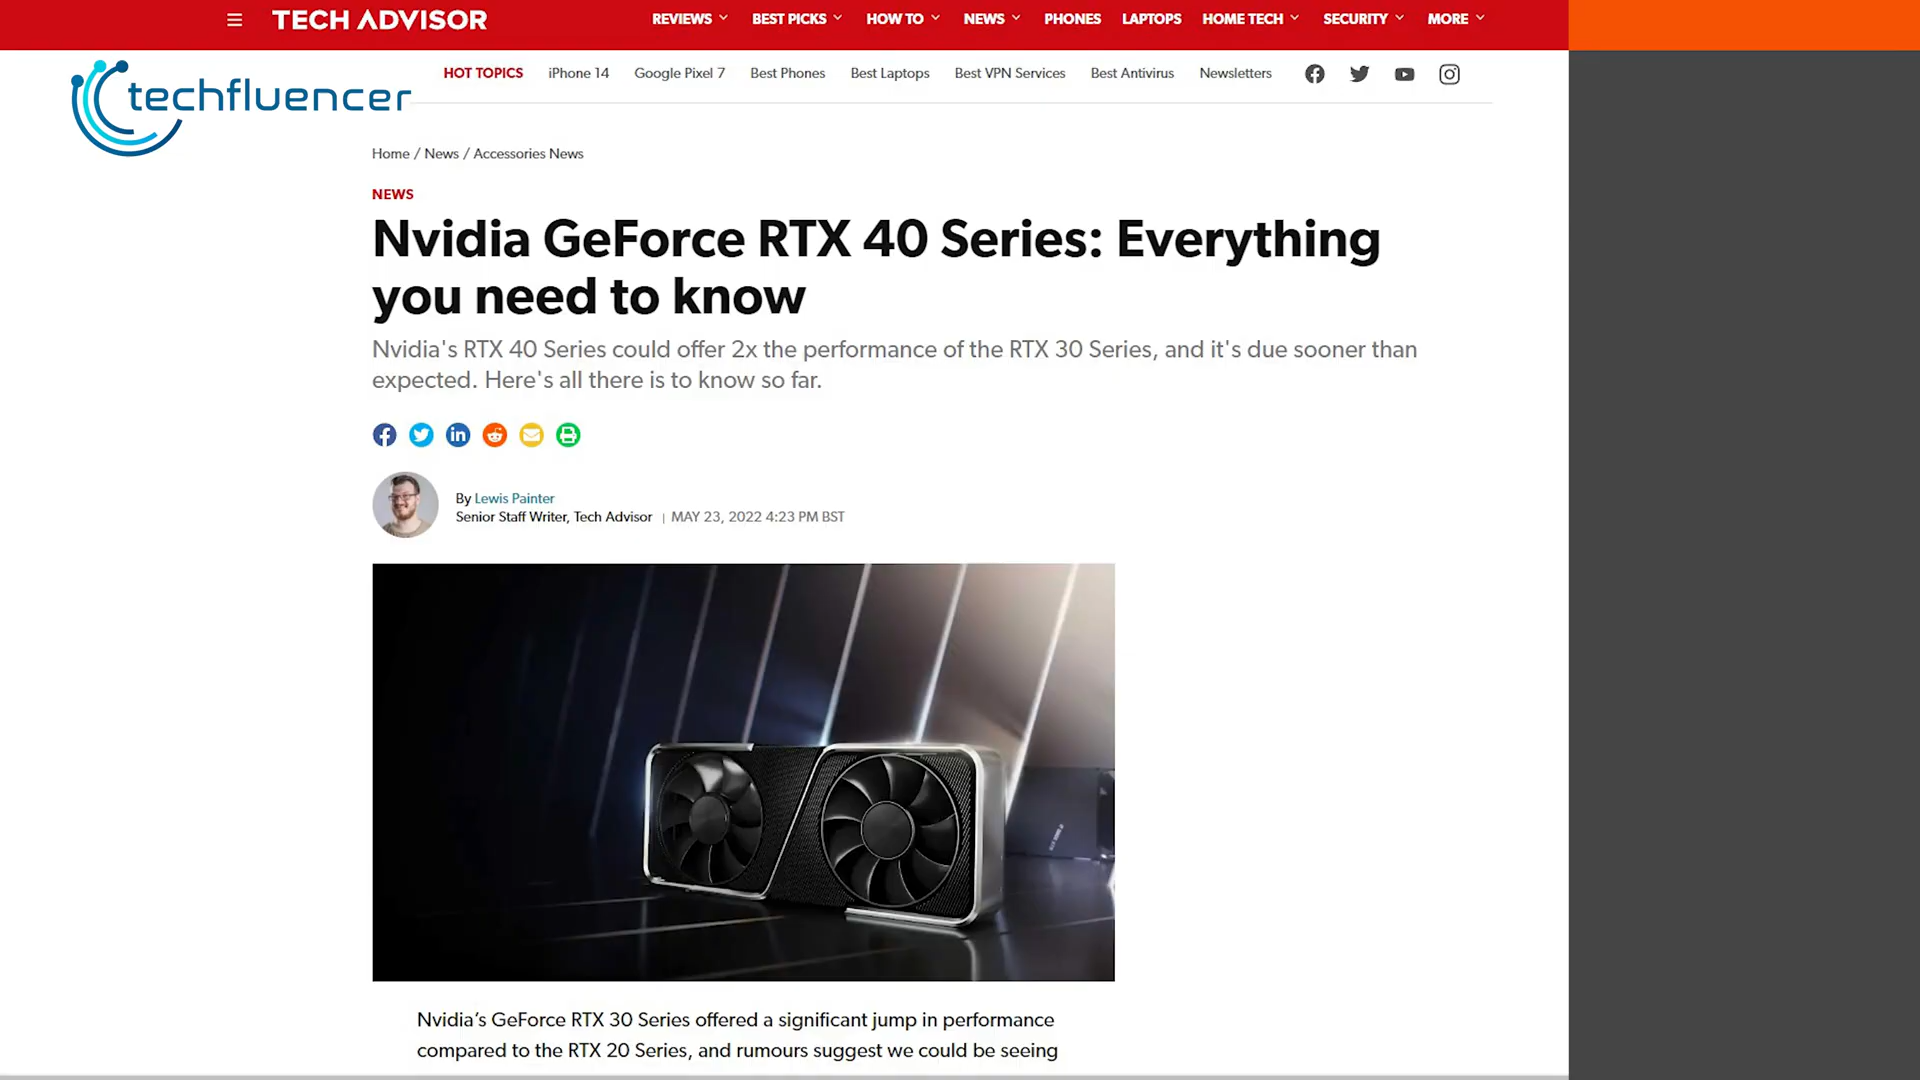 TECH ADVISOR
REVIEWS BEST PICKS HOW TO NEWS PHONES LAPTOPS HOME TECH SECURITY MORE
techfluencer
HOT TOPICS iPhone 14 Google Pixel 7 Best Phones Best Laptops Best VPN Services Best Antivirus Newsletters
Home / News / Accessories News
NEWS
Nvidia GeForce RTX 40 Series: Everything
you need to know
Nvidia's RTX 40 Series could offer 2x the performance of the RTX 30 Series, and it's due sooner than
expected. Here's all there is to know so far.
By Lewis Painter
Senior Staff Writer, Tech Advisor | MAY 23, 2022 4:23 PM BST
Nvidia’s GeForce RTX 30 Series offered a significant jump in performance
compared to the RTX 20 Series, and rumours suggest we could be seeing